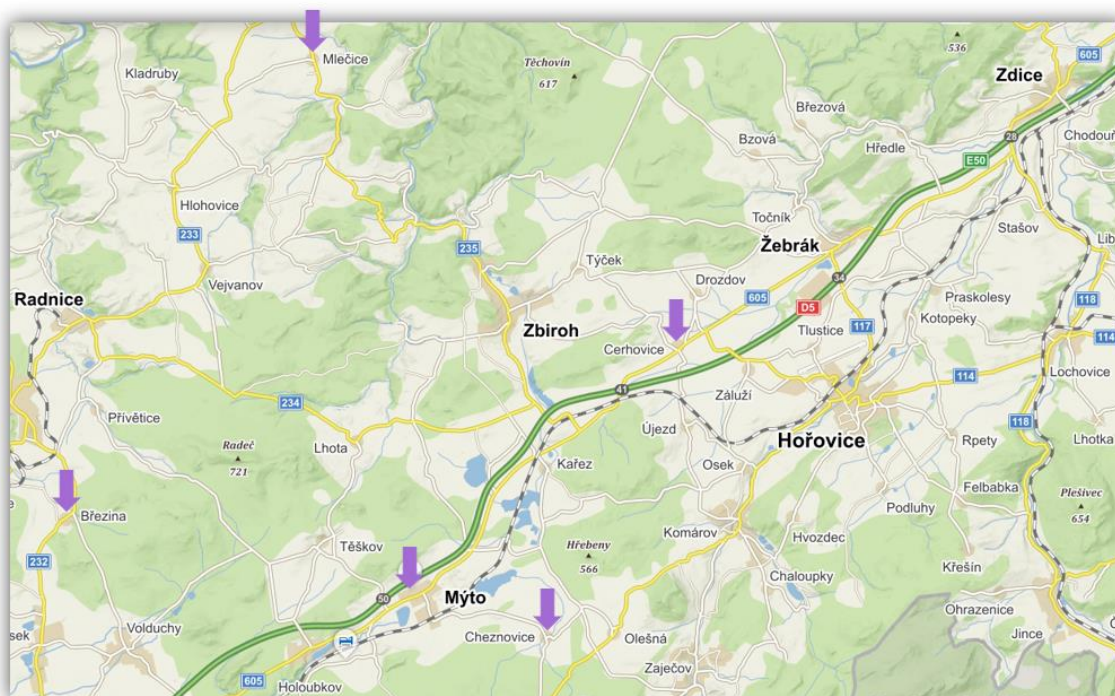 Mlečice
Kladruby
Těchovín
617
536
605
Zdice
Březová
Bzová
Hředle
28
Chodouň
E50
Hlohovice
233
235
Točník
Stašov
Žebrák
Týček
Vejvanov
Drozdov
34
Radnice
605
D5
Praskolesy
118
Zbiroh
Tlustice
117
Kotopeky
Cerhovice
114
Lochovice
41
Záluží
114
234
Přívětice
Lhota
Újezd
Hořovice
118
Rpety
Lhotka
Radeč
721
Kařez
Osek
Felbabka
Plešivec
654
Březina
Podluhy
Těškov
Hřebeny
566
Komárov
Hvozdec
232
Křešín
Chaloupky
50
Mýto
Ohrazenice
Volduchy
Cheznovice
Olešná
Jince
605
Holoubkov
Zaječov